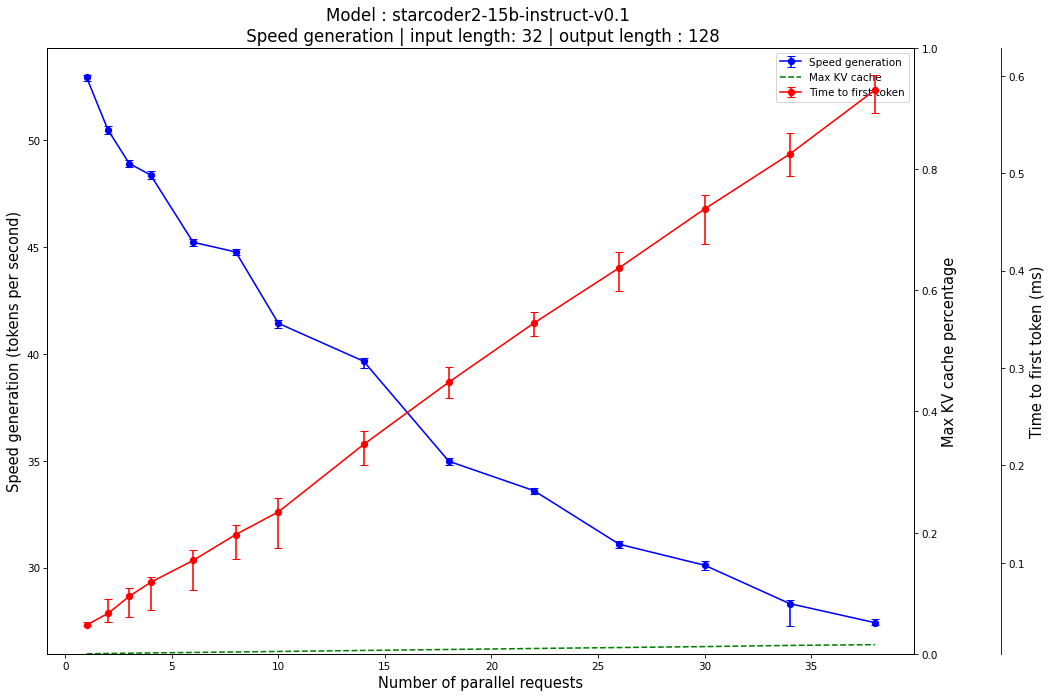 Model : starcoder2-15b-instruct-v0.1
Speed generation | input length: 32 | output length : 128
Speed generation
Max KV cache
Time to first token
Speed generation (tokens per second)
50
45
40
35
30
1.0
0.8
0.6
0.4
0.2
0.0
Max KV cache percentage
0.6
0.5
0.4
0.3
0.2
0.1
Time to first token (ms)
0 5 10 15 20 25 30 35
Number of parallel requests